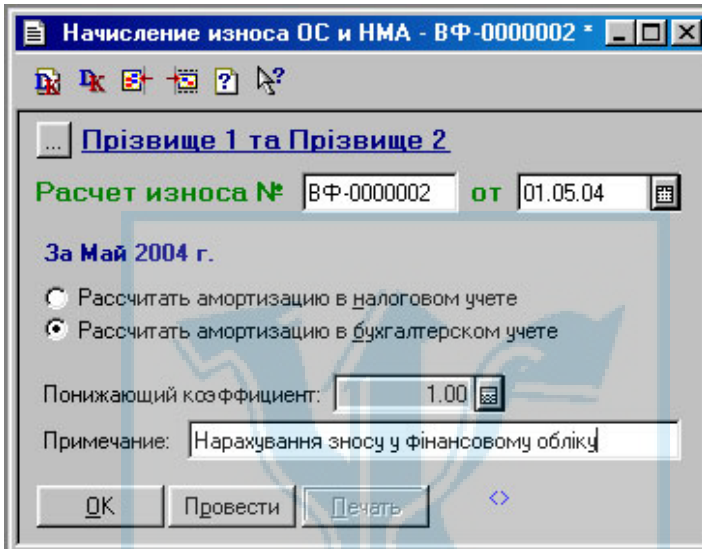 Начисление износа ОС и НМА - ВФ-0000002 *
... Прізвище 1 та Прізвище 2
Расчет износа № ВФ-0000002 от 01.05.04
За Май 2004 г.
Рассчитать амортизацию в налоговом учете
Рассчитать амортизацию в бухгалтерском учете
Понижающий коэффициент: 1.00
Примечание: Нарахування зносу у фінансовому обліку
OK Провести Печать <>